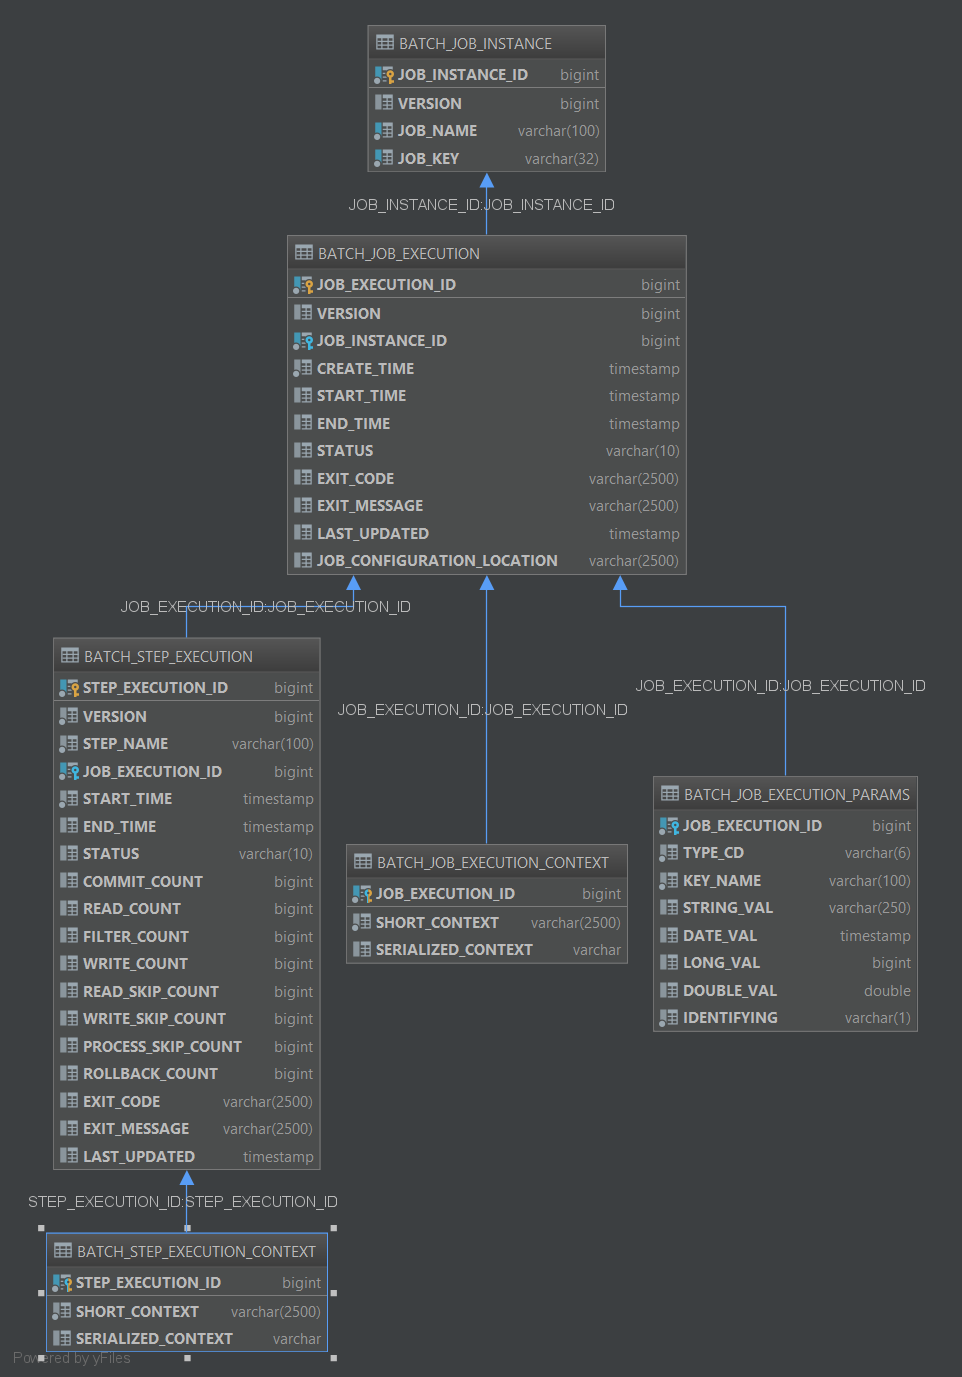 BATCH_JOB_INSTANCE
JOB_INSTANCE_ID bigint
VERSION bigint
JOB_NAME varchar(100)
JOB_KEY varchar(32)
JOB_INSTANCE_ID:JOB_INSTANCE_ID
BATCH_JOB_EXECUTION
JOB_EXECUTION_ID bigint
VERSION bigint
JOB_INSTANCE_ID bigint
CREATE_TIME timestamp
START_TIME timestamp
END_TIME timestamp
STATUS varchar(10)
EXIT_CODE varchar(2500)
EXIT_MESSAGE varchar(2500)
LAST_UPDATED timestamp
JOB_CONFIGURATION_LOCATION varchar(2500)
JOB_EXECUTION_ID:JOB_EXECUTION_ID
BATCH_STEP_EXECUTION
STEP_EXECUTION_ID bigint
VERSION bigint
STEP_NAME varchar(100)
JOB_EXECUTION_ID bigint
START_TIME timestamp
END_TIME timestamp
STATUS varchar(10)
COMMIT_COUNT bigint
READ_COUNT bigint
FILTER_COUNT bigint
WRITE_COUNT bigint
READ_SKIP_COUNT bigint
WRITE_SKIP_COUNT bigint
PROCESS_SKIP_COUNT bigint
ROLLBACK_COUNT bigint
EXIT_CODE varchar(2500)
EXIT_MESSAGE varchar(2500)
LAST_UPDATED timestamp
JOB_EXECUTION_ID:JOB_EXECUTION_ID
BATCH_JOB_EXECUTION_CONTEXT
JOB_EXECUTION_ID bigint
SHORT_CONTEXT varchar(2500)
SERIALIZED_CONTEXT varchar
JOB_EXECUTION_ID:JOB_EXECUTION_ID
BATCH_JOB_EXECUTION_PARAMS
JOB_EXECUTION_ID bigint
TYPE_CD varchar(6)
KEY_NAME varchar(100)
STRING_VAL varchar(250)
DATE_VAL timestamp
LONG_VAL bigint
DOUBLE_VAL double
IDENTIFYING varchar(1)
STEP_EXECUTION_ID:STEP_EXECUTION_ID
BATCH_STEP_EXECUTION_CONTEXT
STEP_EXECUTION_ID bigint
SHORT_CONTEXT varchar(2500)
SERIALIZED_CONTEXT varchar
Powered by yFiles